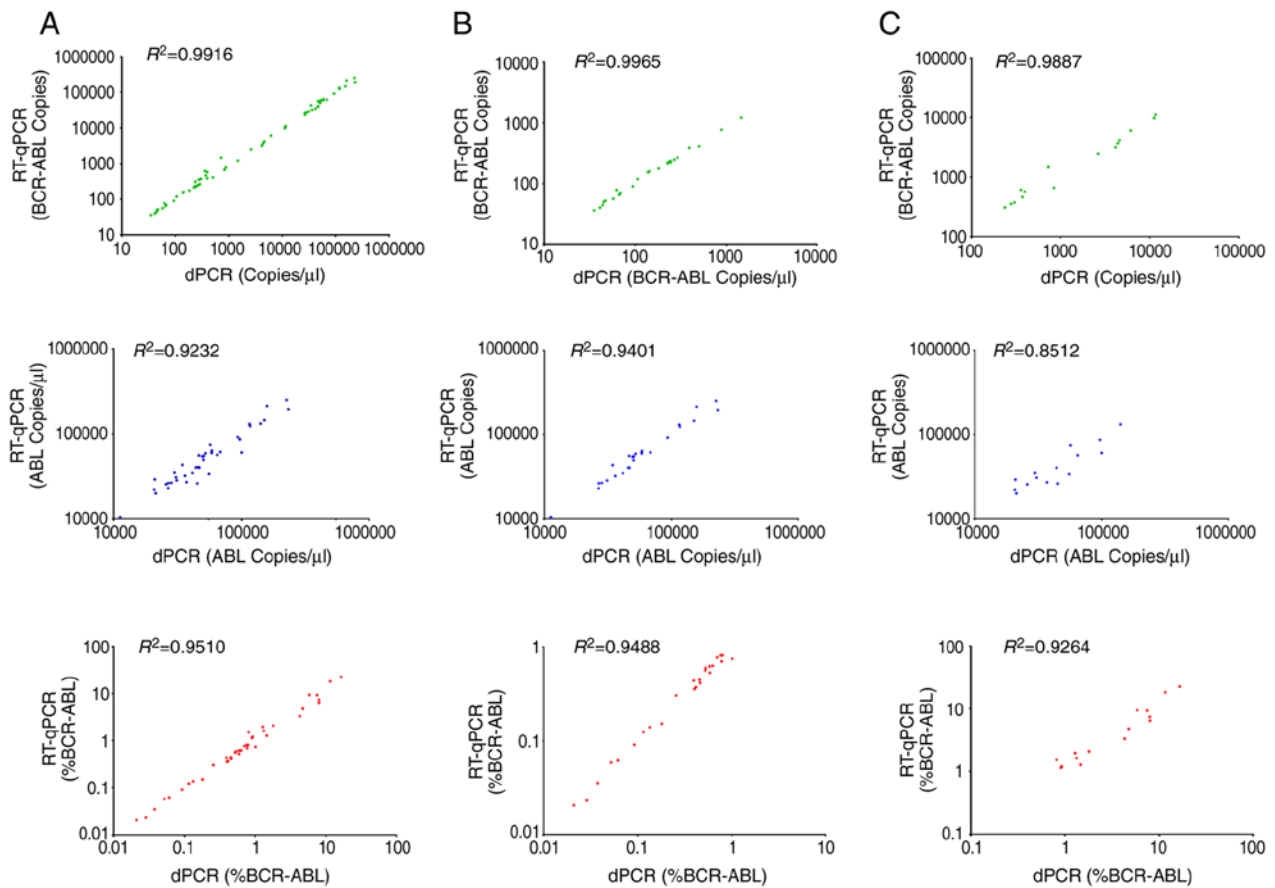 A
R²=0.9916
RT-qPCR
(BCR-ABL Copies)
1000000
100000
10000
1000
100
10
10 100 1000 10000 100000 1000000
dPCR (Copies/µl)
B
R²=0.9965
RT-qPCR
(BCR-ABL Copies)
10000
1000
100
10
10 100 1000 10000
dPCR (BCR-ABL Copies/µl)
C
R²=0.9887
RT-qPCR
(BCR-ABL Copies)
100000
10000
1000
100
100 1000 10000 100000
dPCR (Copies/µl)
R²=0.9232
RT-qPCR
(ABL Copies/µl)
1000000
100000
10000
10000 100000 1000000
dPCR (ABL Copies/µl)
R²=0.9401
RT-qPCR
(ABL Copies)
1000000
100000
10000
10000 100000 1000000
dPCR (ABL Copies/µl)
R²=0.8512
RT-qPCR
(ABL Copies)
1000000
100000
10000
10000 100000 1000000
dPCR (ABL Copies/µl)
R²=0.9510
RT-qPCR
(%BCR-ABL)
100
10
1
0.1
0.01
0.01 0.1 1 10 100
dPCR (%BCR-ABL)
R²=0.9488
RT-qPCR
(%BCR-ABL)
1
0.1
0.01
0.01 0.1 1 10
dPCR (%BCR-ABL)
R²=0.9264
RT-qPCR
(%BCR-ABL)
100
10
1
0.1
0.1 1 10 100
dPCR (%BCR-ABL)